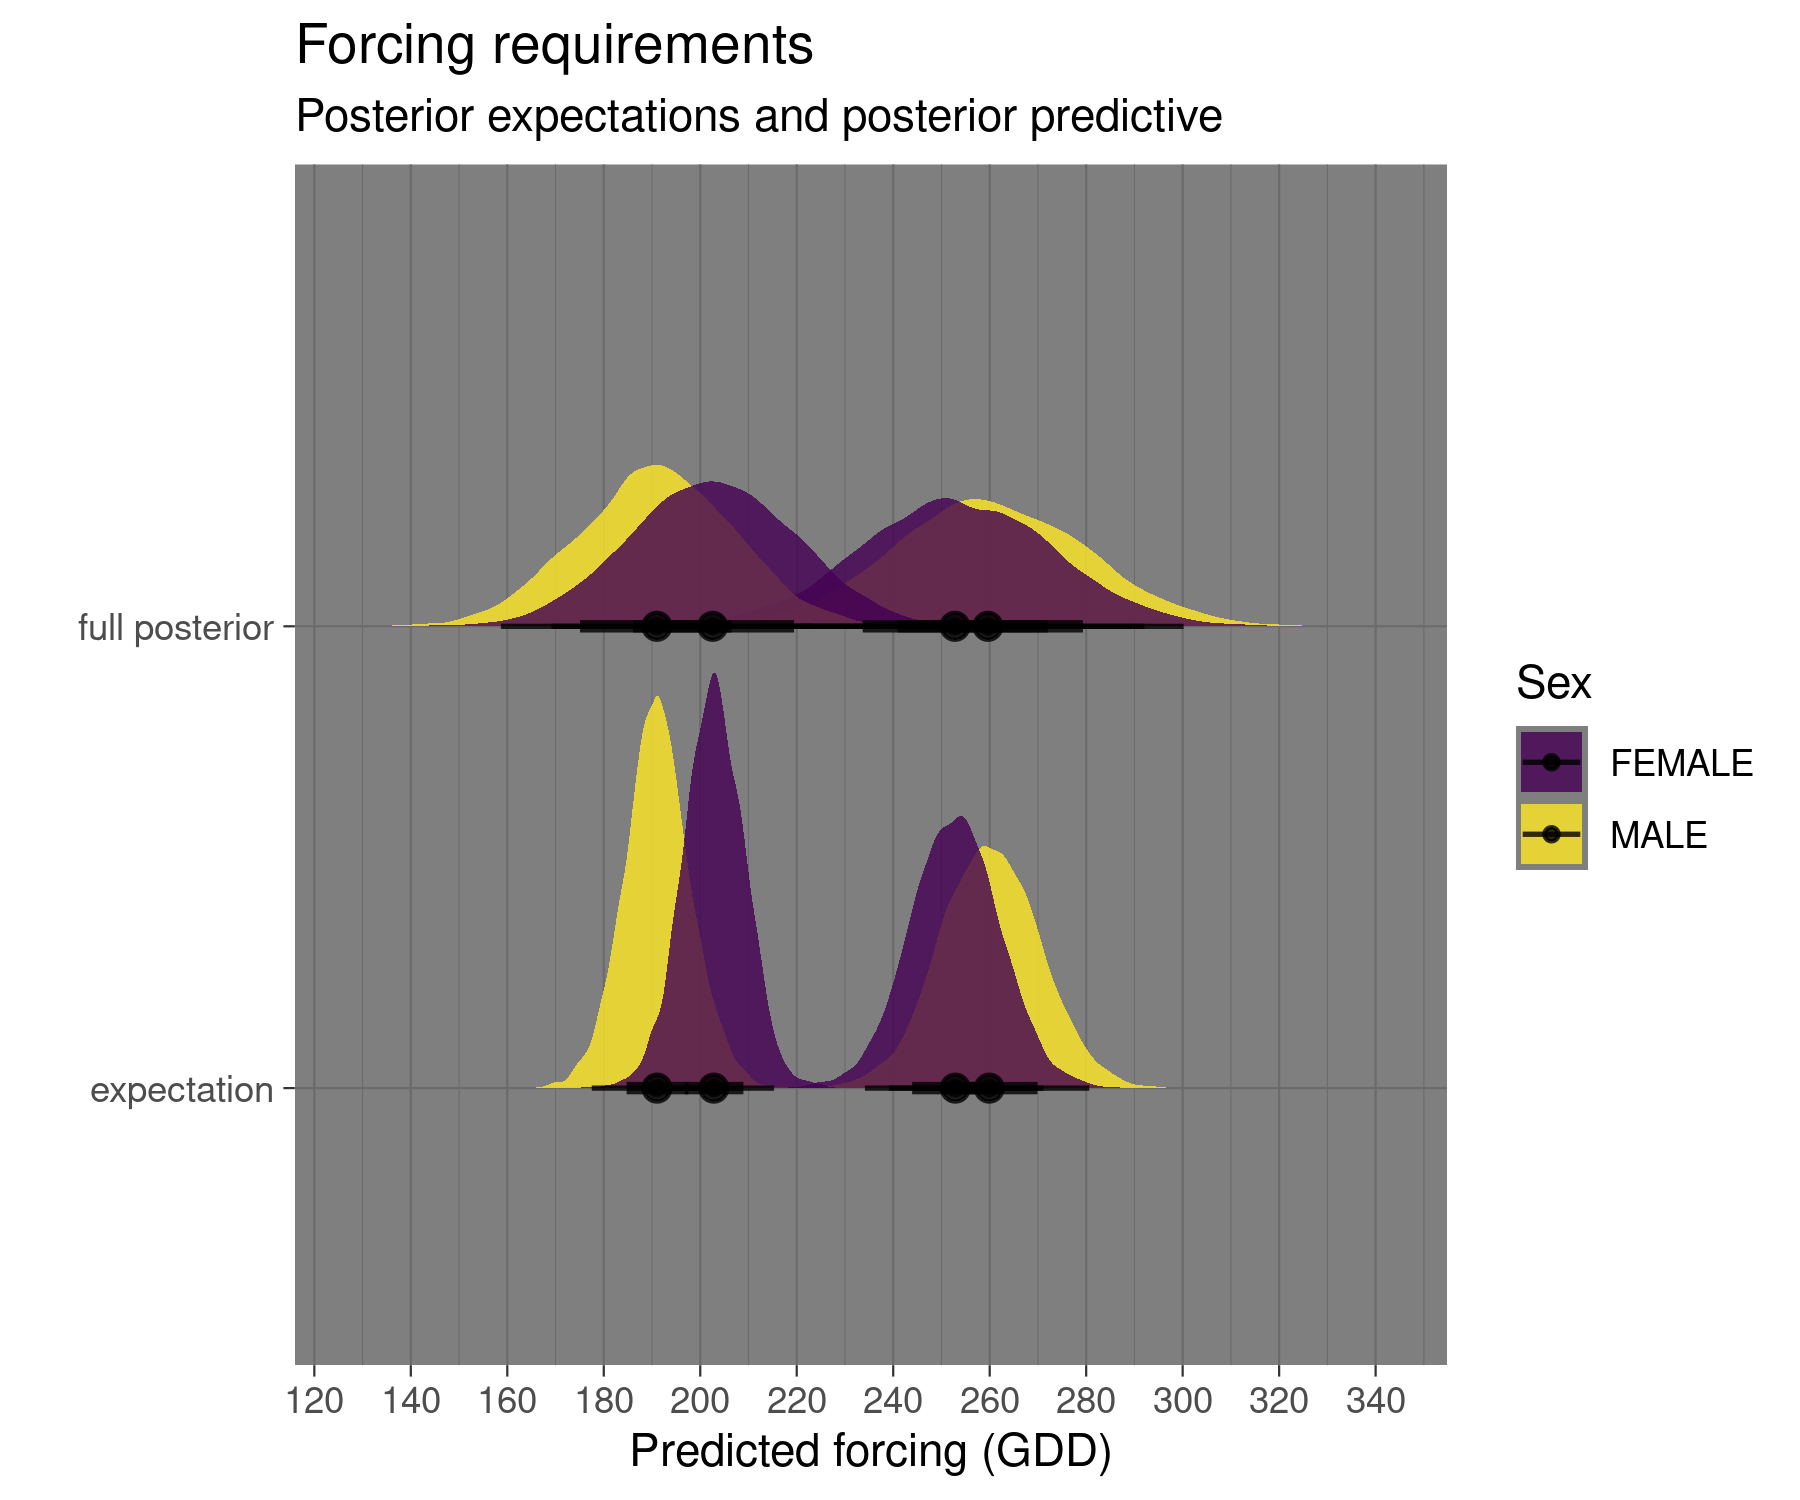 Forcing requirements
Posterior expectations and posterior predictive
full posterior
expectation
120 140 160 180 200 220 240 260 280 300 320 340
Predicted forcing (GDD)
Sex
FEMALE
MALE